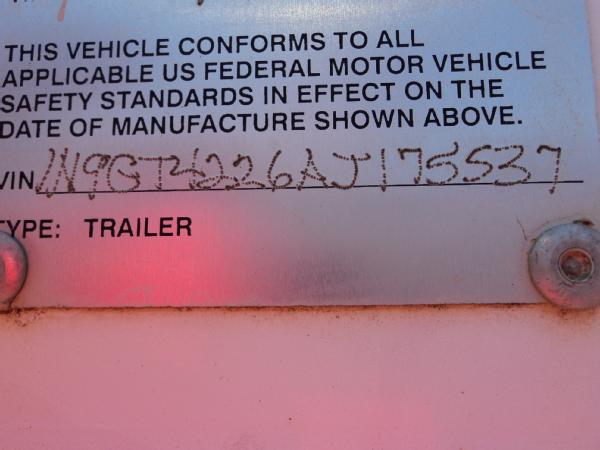 THIS VEHICLE CONFORMS TO ALL
APPLICABLE US FEDERAL MOTOR VEHICLE
SAFETY STANDARDS IN EFFECT ON THE
DATE OF MANUFACTURE SHOWN ABOVE.
VIN 1N9GT4226AJ175537
TYPE: TRAILER